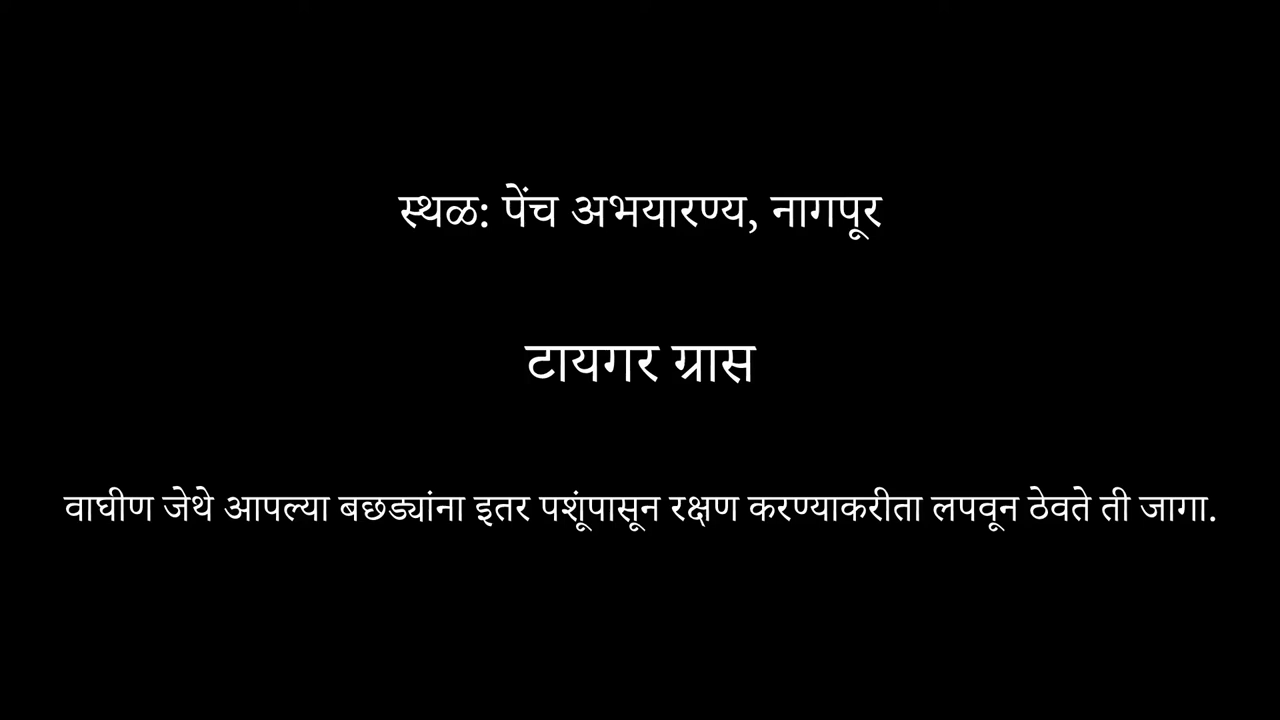 स्थळ: पेंच अभयारण्य, नागपूर
टायगर ग्रास
वाघीण जेथे आपल्या बछड्यांना इतर पशूंपासून रक्षण करण्याकरीता लपवून ठेवते ती जागा.